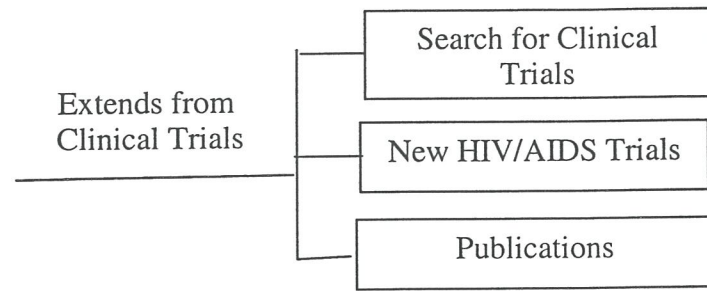 Search for Clinical
Trials
Extends from
Clinical Trials
New HIV/AIDS Trials
Publications